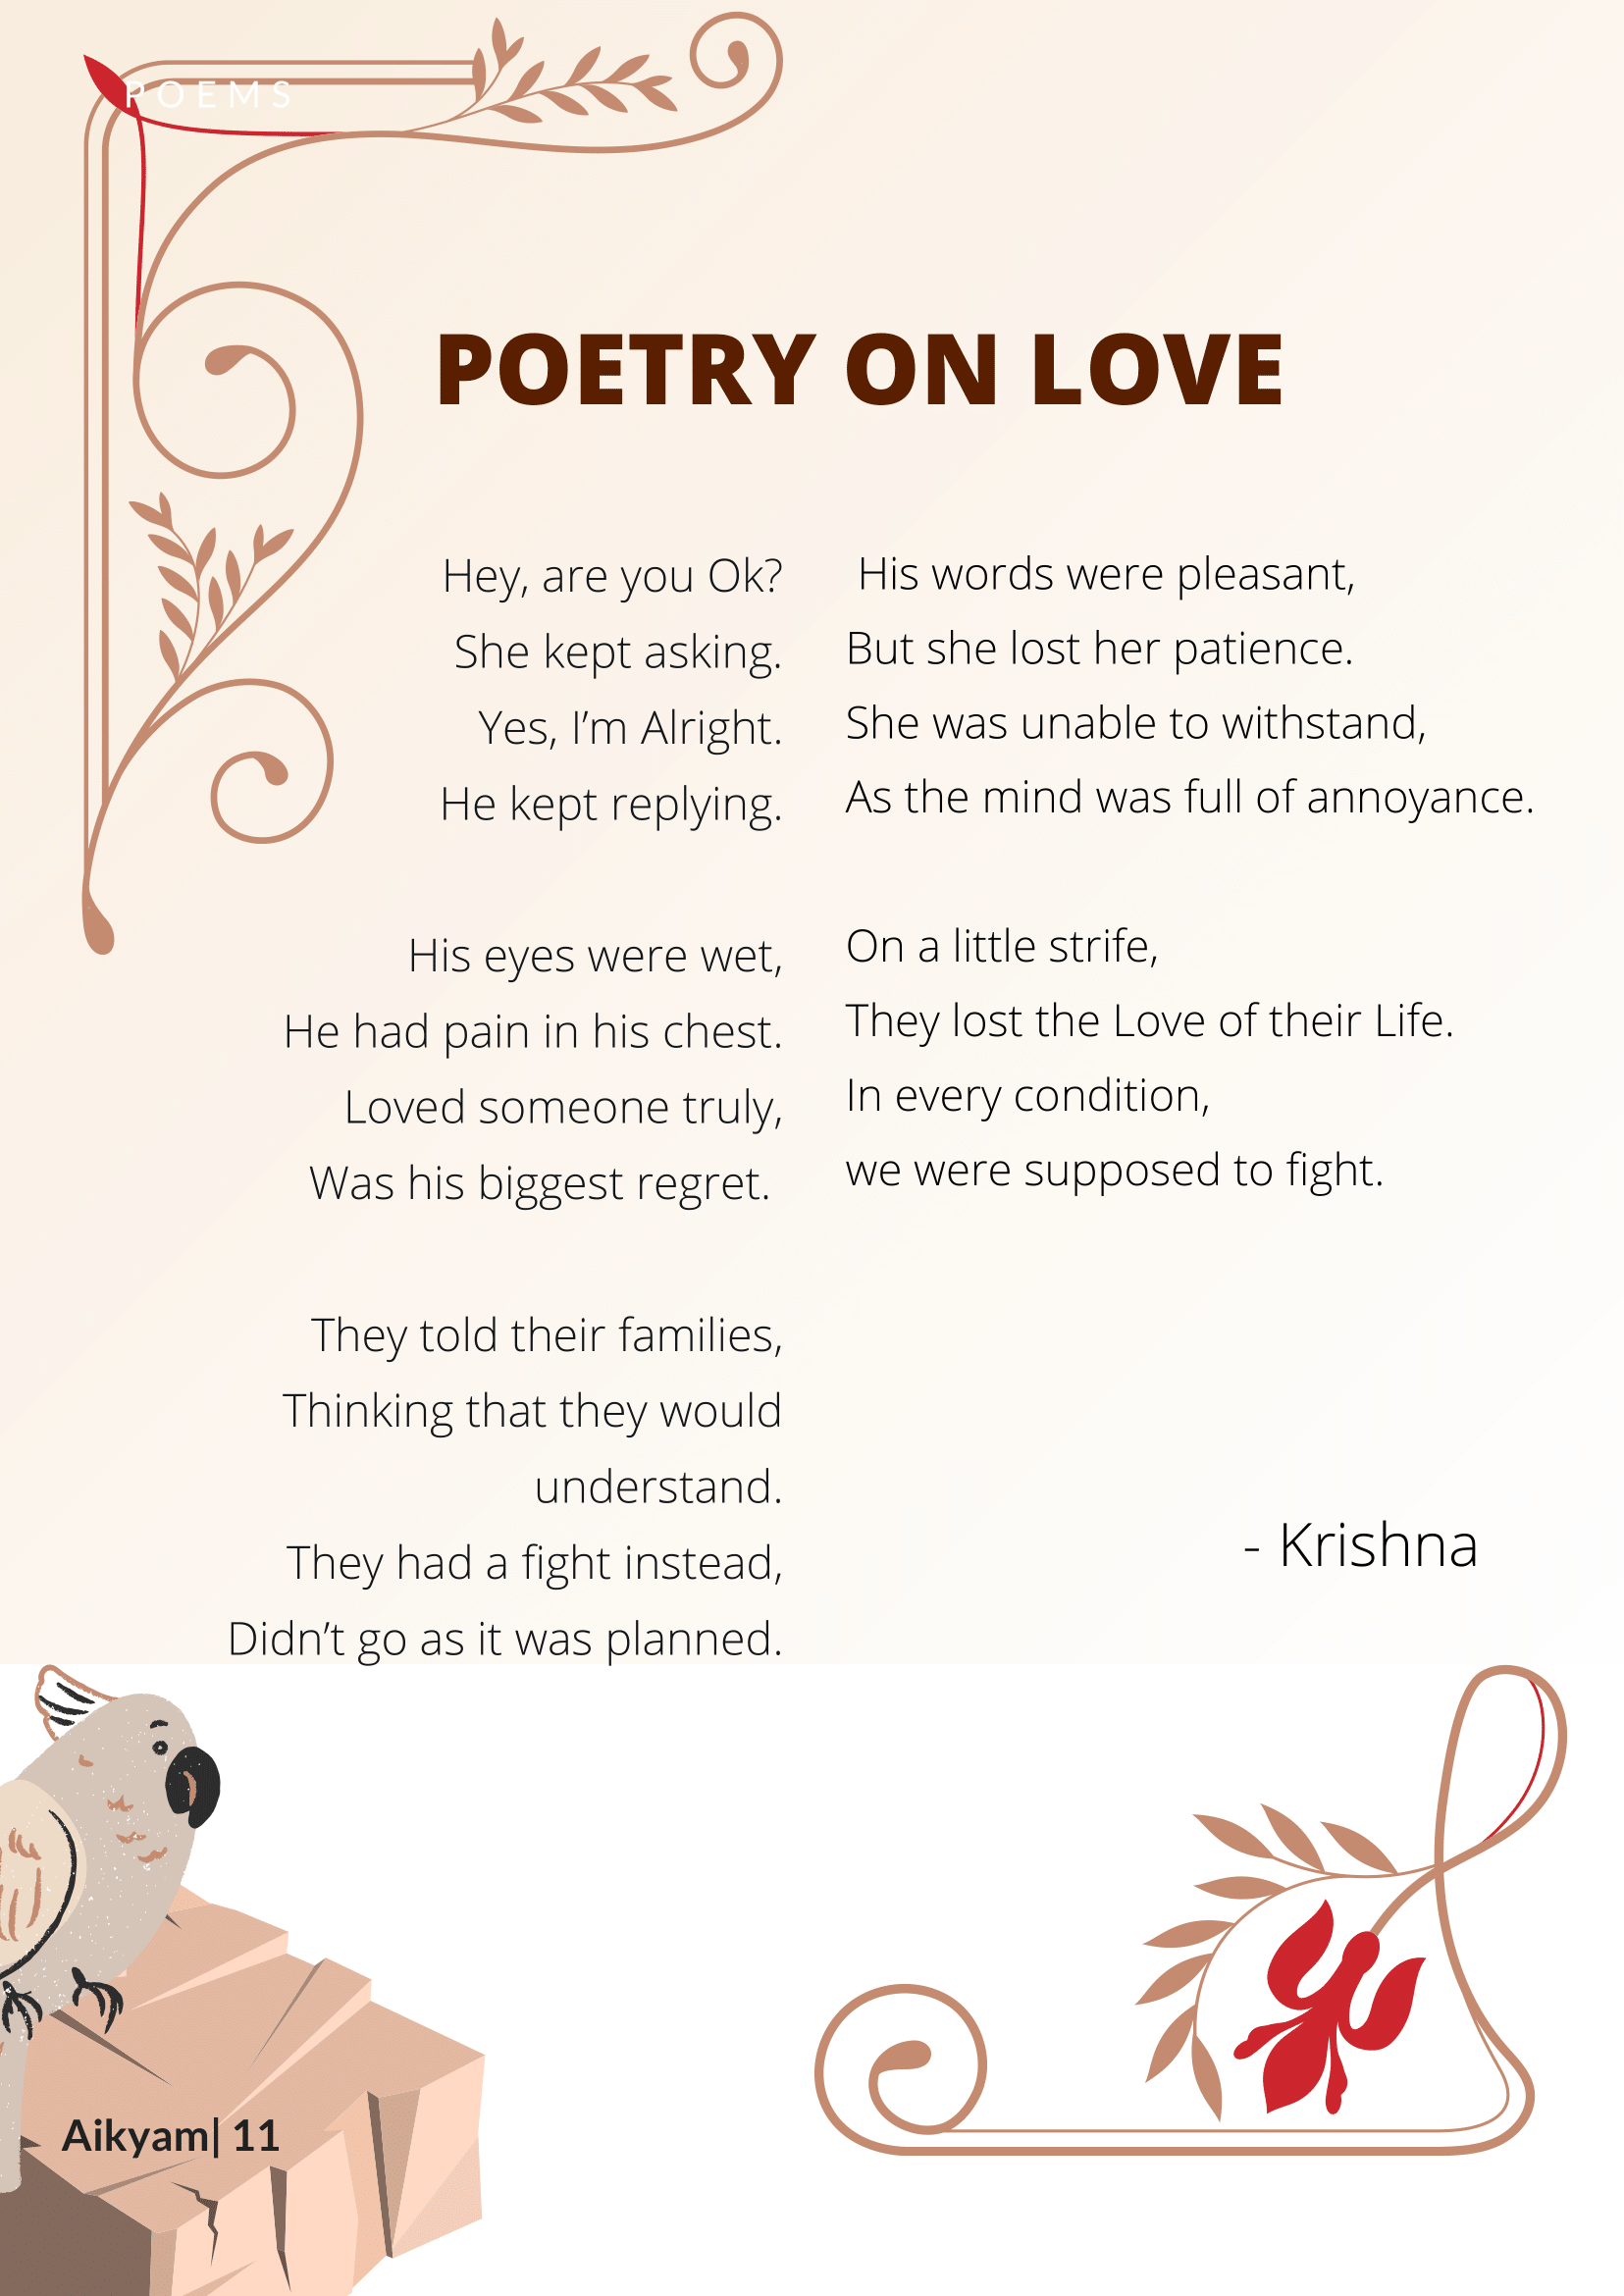 POEMS
POETRY ON LOVE
Hey, are you Ok?
She kept asking.
Yes, I’m Alright.
He kept replying.
His eyes were wet,
He had pain in his chest.
Loved someone truly,
Was his biggest regret.
They told their families,
Thinking that they would
understand.
They had a fight instead,
Didn’t go as it was planned.
His words were pleasant,
But she lost her patience.
She was unable to withstand,
As the mind was full of annoyance.
On a little strife,
They lost the Love of their Life.
In every condition,
we were supposed to fight.
- Krishna
Aikyam| 11